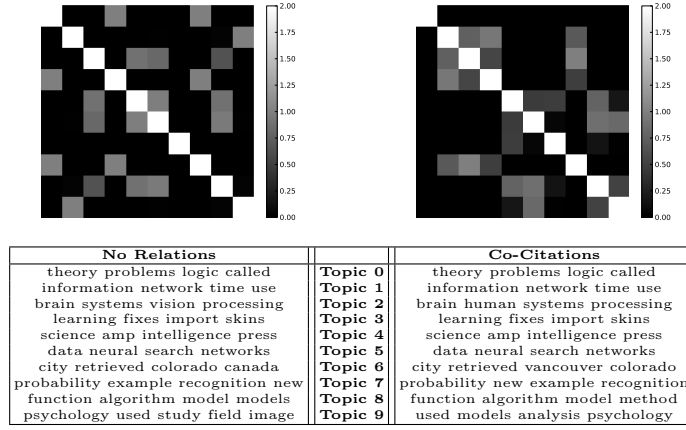 2.00
1.75
1.50
1.25
1.00
0.75
0.50
0.25
0.00
2.00
1.75
1.50
1.25
1.00
0.75
0.50
0.25
0.00
No Relations Co-Citations
theory problems logic called Topic 0 theory problems logic called
information network time use Topic 1 information network time use
brain systems vision processing Topic 2 brain human systems processing
learning fixes import skins Topic 3 learning fixes import skins
science amp intelligence press Topic 4 science amp intelligence press
data neural search networks Topic 5 data neural search networks
city retrieved colorado canada Topic 6 city retrieved vancouver colorado
probability example recognition new Topic 7 probability new example recognition
function algorithm model models Topic 8 function algorithm model method
psychology used study field image Topic 9 used models analysis psychology